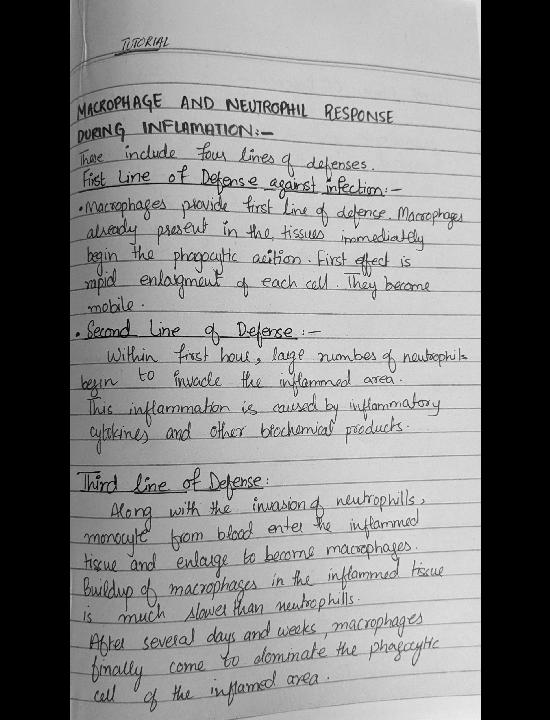 TUTORIAL
MACROPHAGE AND NEUTROPHIL RESPONSE
DURING INFLAMATION:-
These include four lines of defenses.
First Line of Defense against infection:-
• Macrophages provide first line of defence. Macrophages
already present in the tissues immediately
begin the phagocytic acition. First effect is
rapid enlargment of each cell. They become
mobile.
• Second Line of Defense :-
Within first hour, large number of neutrophils
begin to invade the inflammed area.
This inflammation is caused by inflammatory
cytokines and other biochemical products.
Third line of Defense:
Along with the invasion of neutrophills,
monocyte from blood enter the inflammed
tissue and enlarge to become macrophages.
Buildup of macrophages in the inflammed tissue
is much slower than neutrophills.
After several days and weeks, macrophages
finally come to dominate the phagocytic
cell of the inflamed area.